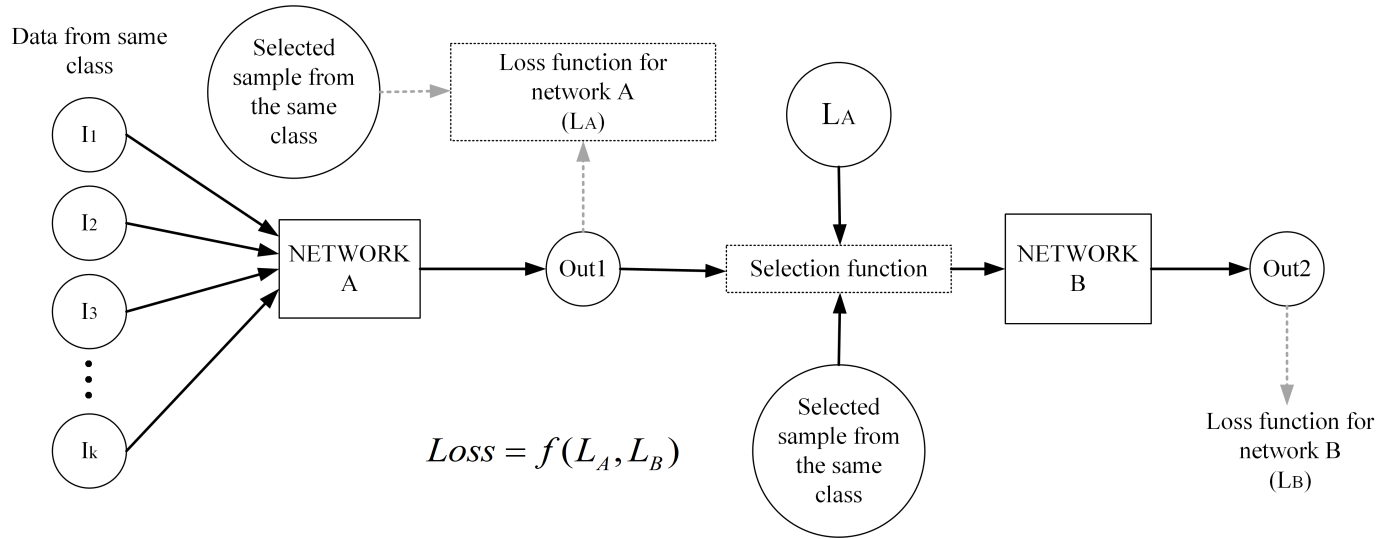 Data from same
class
I1
I2
I3
Ik
Selected
sample from
the same
class
Loss function for
network A
(LA)
NETWORK
A
Out1
LA
Selection function
Selected
sample from
the same
class
NETWORK
B
Out2
Loss function for
network B
(LB)
Loss = f(LA, LB)